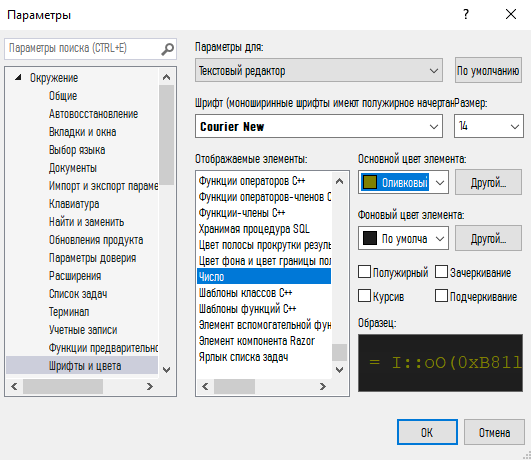 Параметры
? ×
Параметры поиска (CTRL+E)
Окружение
Общие
Автовосстановление
Вкладки и окна
Выбор языка
Документы
Импорт и экспорт параме
Клавиатура
Найти и заменить
Обновления продукта
Параметры доверия
Расширения
Список задач
Терминал
Учетные записи
Функции предварительно
Шрифты и цвета
Параметры для:
Текстовый редактор
По умолчанию
Шрифт (моноширинные шрифты имеют полужирное начертан
Размер:
Courier New
14
Отображаемые элементы:
Функции операторов C++
Функции операторов-членов C
Функции-члены C++
Хранимая процедура SQL
Цвет полосы прокрутки резуль
Цвет фона и цвет границы пол
Число
Шаблоны классов C++
Шаблоны функций C++
Элемент вспомогательной фун
Элемент компонента Razor
Ярлык списка задач
Основной цвет элемента:
Оливковый
Другой...
Фоновый цвет элемента:
По умолча
Другой...
Полужирный
Зачеркивание
Курсив
Подчеркивание
Образец:
= I::oO(0xB811
ОК
Отмена